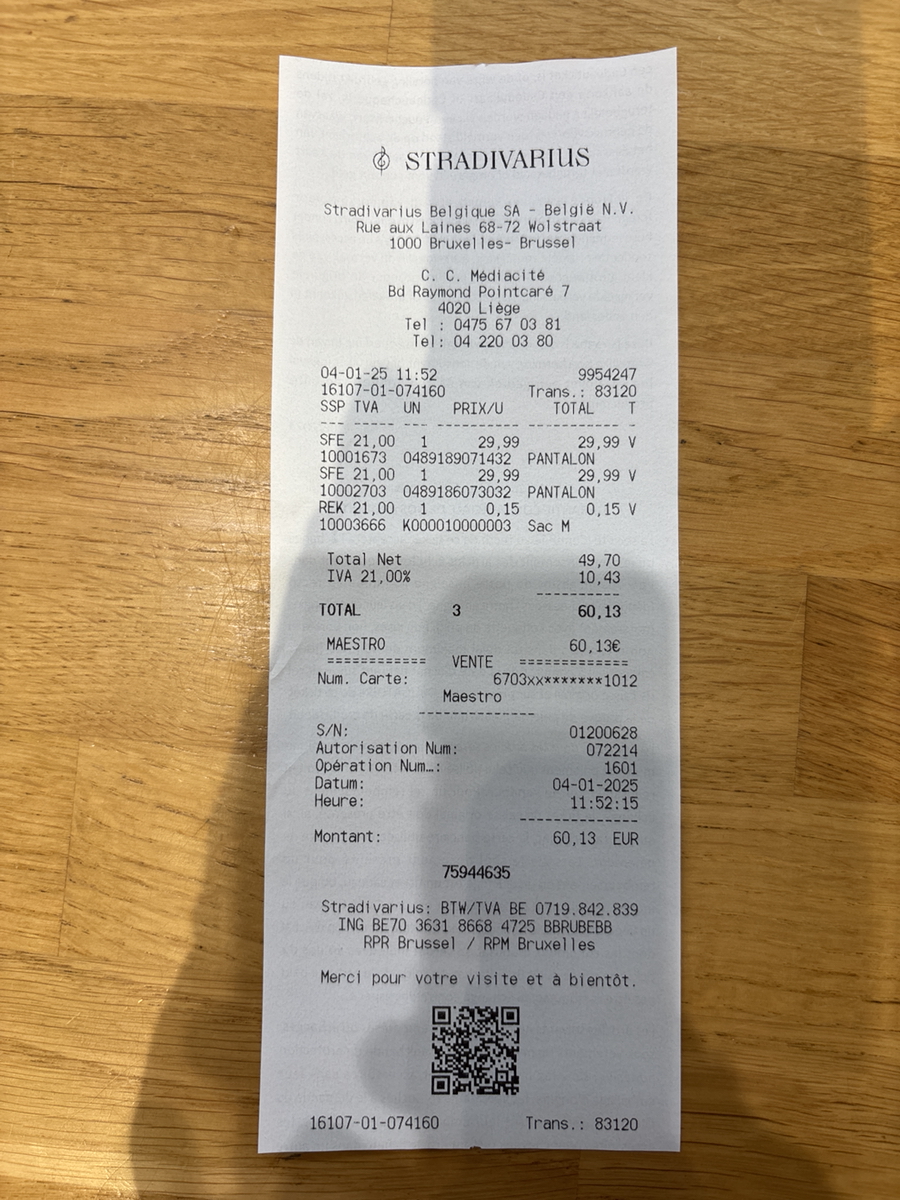 STRADIVARIUS
Stradivarius Belgique SA - België N.V.
Rue aux Laines 68-72 Wolstraat
1000 Bruxelles- Brussel
C. C. Médiacité
Bd Raymond Pointcaré 7
4020 Liège
Tel : 0475 67 03 81
Tel: 04 220 03 80
04-01-25 11:52 9954247
16107-01-074160 Trans.: 83120
SSP TVA UN PRIX/U TOTAL T
--- ----- --- --------- ----------- -
SFE 21,00 1 29,99 29,99 V
10001673 0489189071432 PANTALON
SFE 21,00 1 29,99 29,99 V
10002703 0489186073032 PANTALON
REK 21,00 1 0,15 0,15 V
10003666 K000010000003 Sac M
Total Net 49,70
IVA 21,00% 10,43
----------
TOTAL 3 60,13
MAESTRO 60,13€
============ VENTE =============
Num. Carte: 6703xx*******1012
Maestro
--------------
S/N: 01200628
Autorisation Num: 072214
Opération Num…: 1601
Datum: 04-01-2025
Heure: 11:52:15
--------------
Montant: 60,13 EUR
75944635
Stradivarius: BTW/TVA BE 0719.842.839
ING BE70 3631 8668 4725 BBRUBEBB
RPR Brussel / RPM Bruxelles
Merci pour votre visite et à bientôt.
16107-01-074160 Trans.: 83120